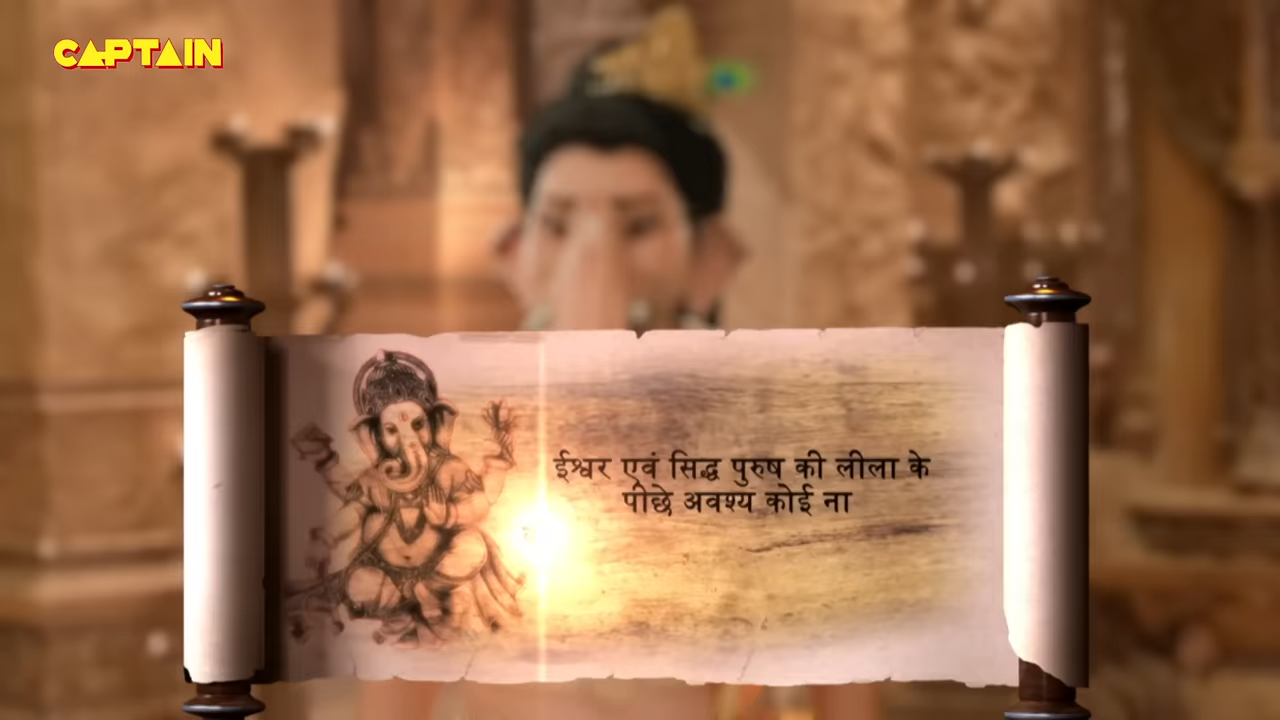 CAPTAIN
ईश्वर एवं सिद्ध पुरुष की लीला के
पीछे अवश्य कोई ना